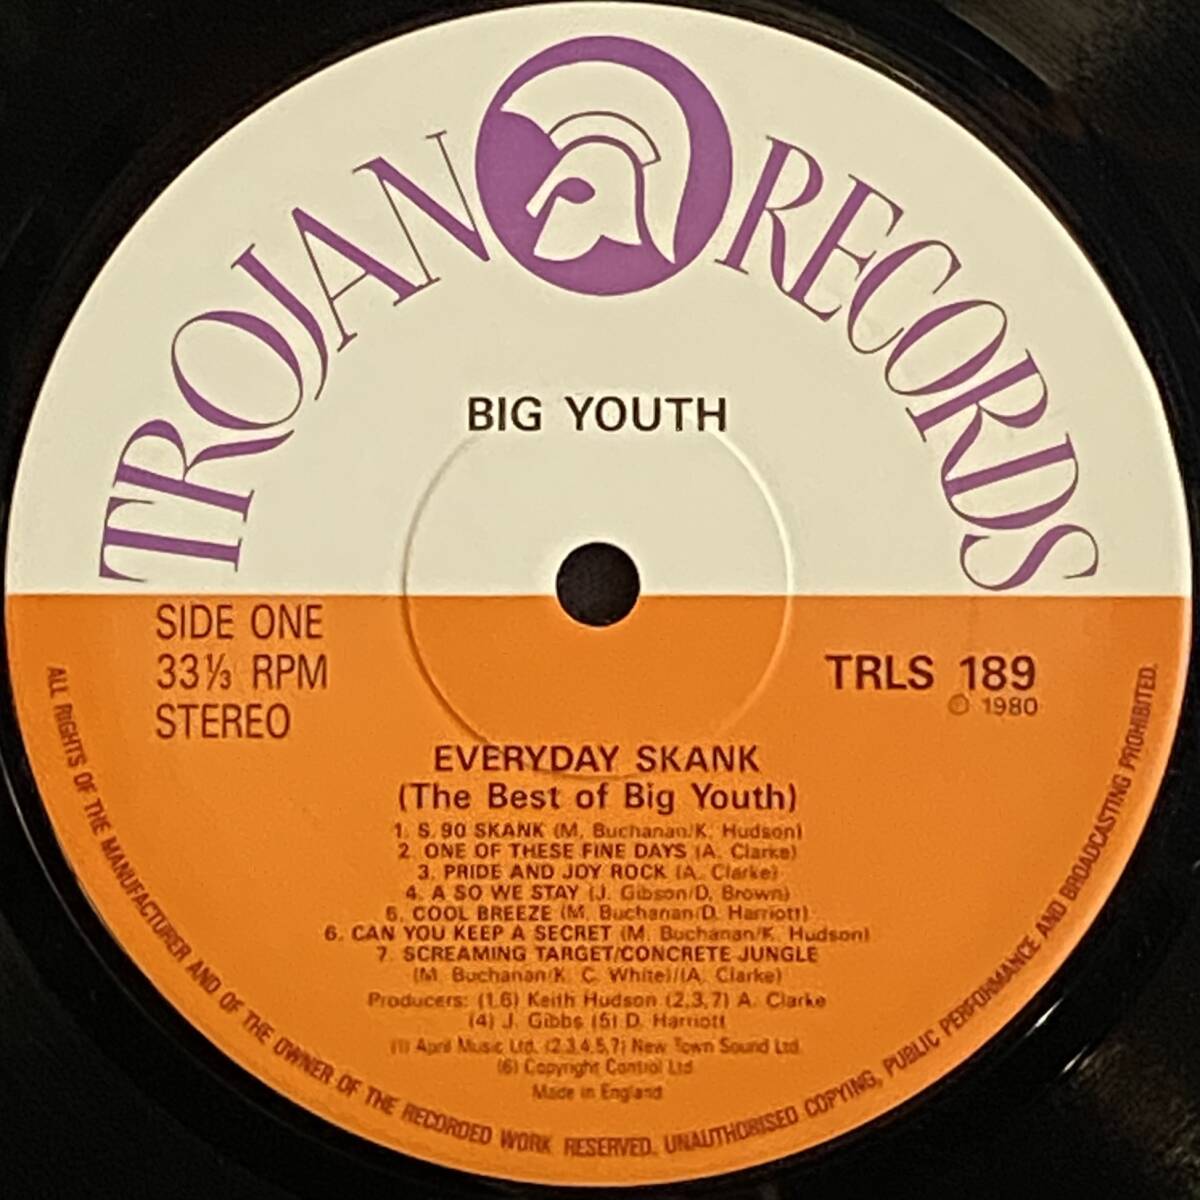 TROJAN RECORDS
BIG YOUTH
SIDE ONE
33⅓ RPM
STEREO
TRLS 189
© 1980
EVERYDAY SKANK
(The Best of Big Youth)
1. S. 90 SKANK (M. Buchanan/K. Hudson)
2. ONE OF THESE FINE DAYS (A. Clarke)
3. PRIDE AND JOY ROCK (A. Clarke)
4. A SO WE STAY (J. Gibson/D. Brown)
5. COOL BREEZE (M. Buchanan/D. Harriott)
6. CAN YOU KEEP A SECRET (M. Buchanan/K. Hudson)
7. SCREAMING TARGET/CONCRETE JUNGLE
(M. Buchanan/K. C. White)/(A. Clarke)
Producers: (1,6) Keith Hudson (2,3,7) A. Clarke
(4) J. Gibbs (5) D. Harriott
(1) April Music Ltd. (2,3,4,5,7) New Town Sound Ltd.
(6) Copyright Control Ltd.
Made in England
ALL RIGHTS OF THE MANUFACTURER AND OF THE OWNER OF THE RECORDED WORK RESERVED. UNAUTHORISED COPYING, PUBLIC PERFORMANCE AND BROADCASTING PROHIBITED.